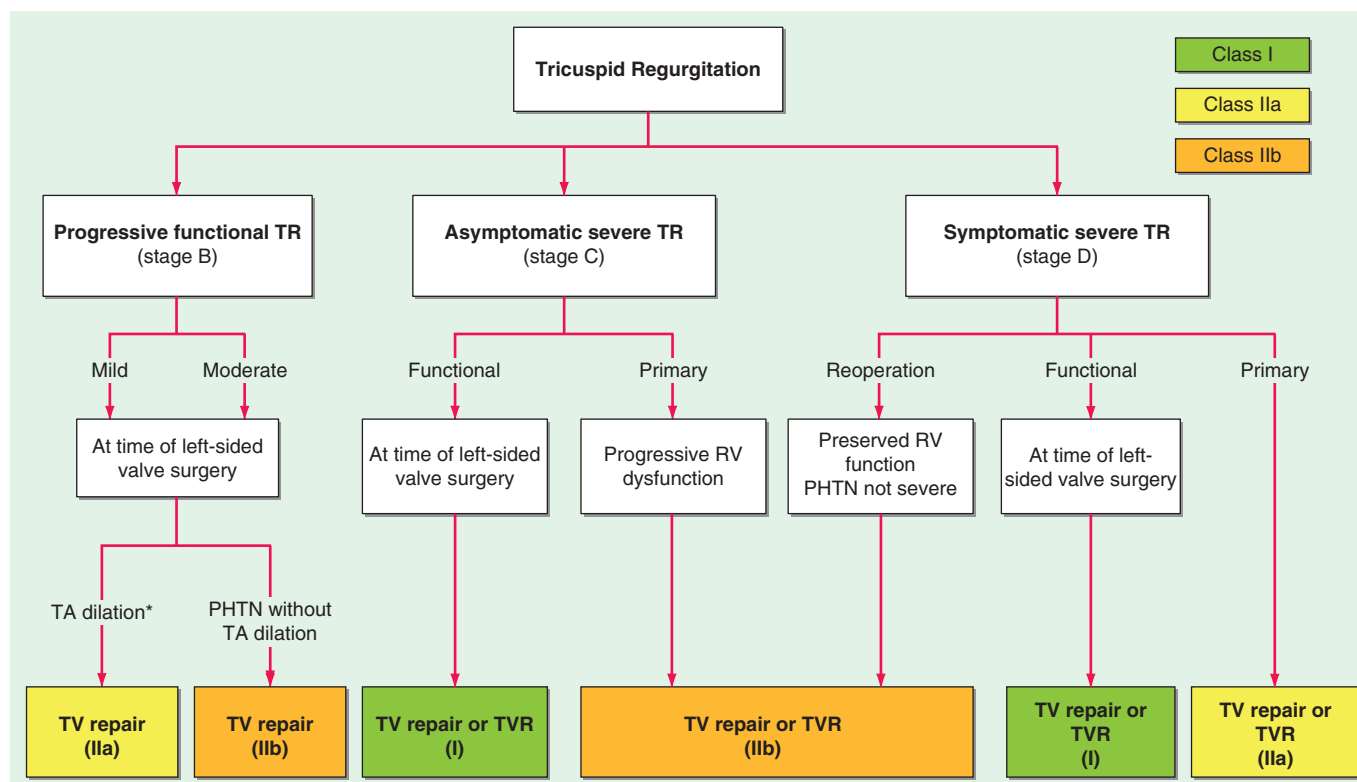 Tricuspid Regurgitation
Class I
Class IIa
Class IIb
Progressive functional TR
(stage B)
Asymptomatic severe TR
(stage C)
Symptomatic severe TR
(stage D)
Mild
Moderate
Functional
Primary
Reoperation
Functional
Primary
At time of left-sided
valve surgery
At time of left-sided
valve surgery
Progressive RV
dysfunction
Preserved RV
function
PHTN not severe
At time of left-
sided valve surgery
TA dilation*
PHTN without
TA dilation
TV repair
(IIa)
TV repair
(IIb)
TV repair or TVR
(I)
TV repair or TVR
(IIb)
TV repair or
TVR
(I)
TV repair or
TVR
(IIa)